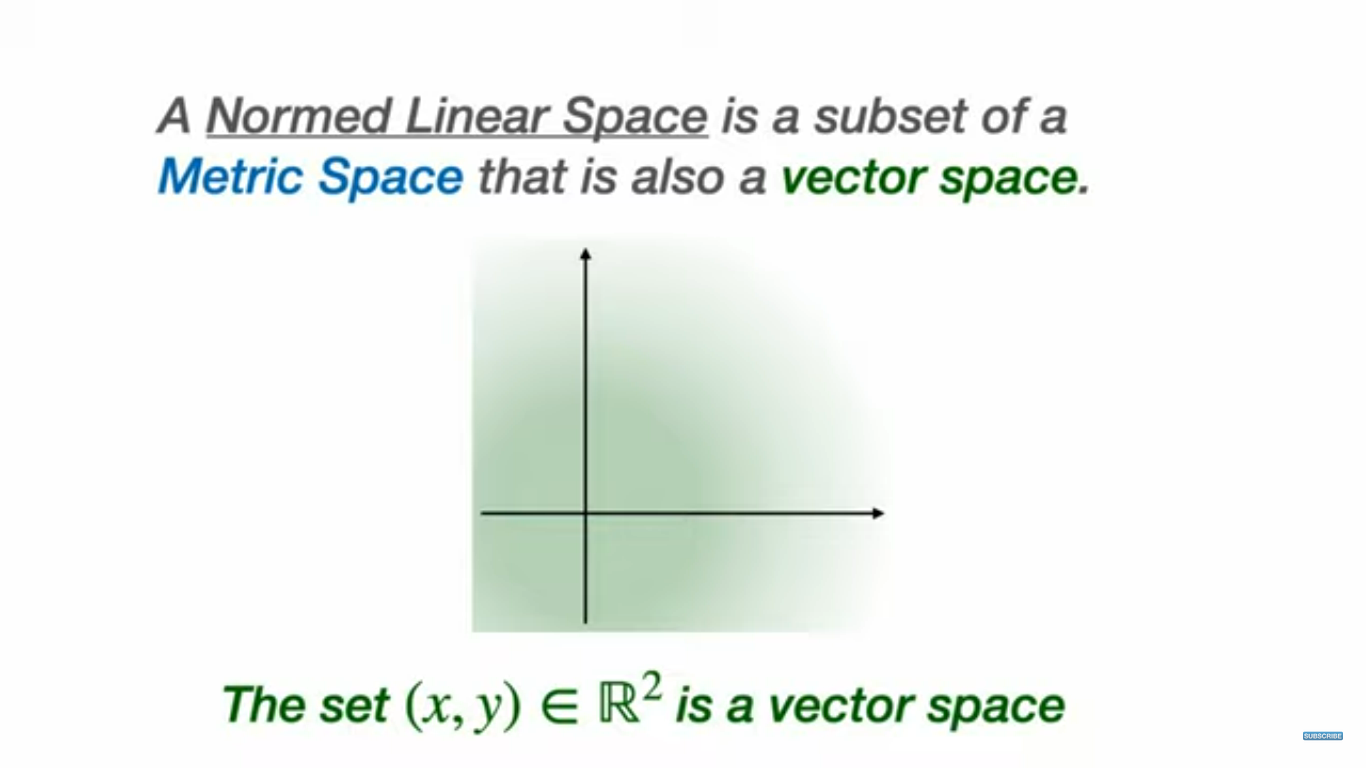 A Normed Linear Space is a subset of a
Metric Space that is also a vector space.
The set (x, y) ∈ ℝ² is a vector space
SUBSCRIBE